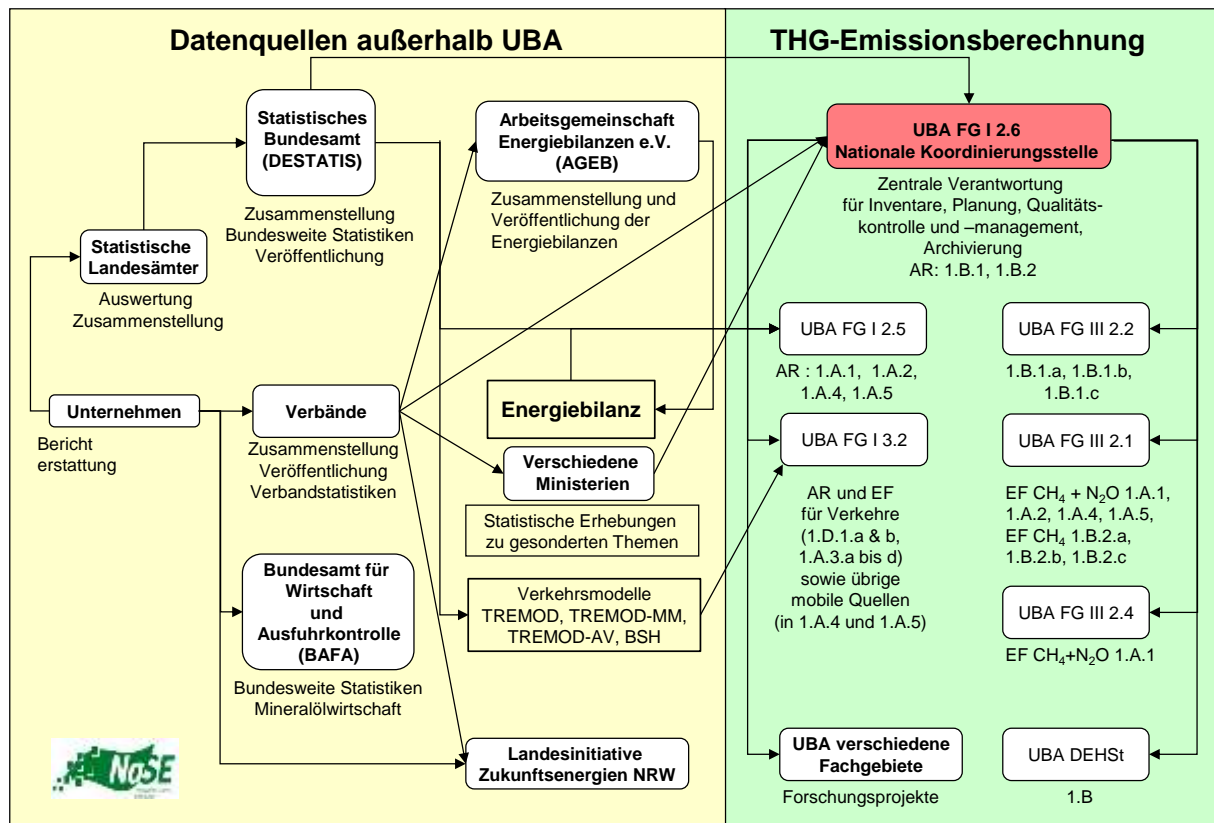 Datenquellen außerhalb UBA
THG-Emissionsberechnung
Statistisches
Bundesamt
(DESTATIS)
Zusammenstellung
Bundesweite Statistiken
Veröffentlichung
Arbeitsgemeinschaft
Energiebilanzen e.V.
(AGEB)
Zusammenstellung und
Veröffentlichung der
Energiebilanzen
Statistische
Landesämter
Auswertung
Zusammenstellung
Unternehmen
Bericht
erstattung
Verbände
Zusammenstellung
Veröffentlichung
Verbandstatistiken
Energiebilanz
Verschiedene
Ministerien
Statistische Erhebungen
zu gesonderten Themen
Bundesamt für
Wirtschaft
und
Ausfuhrkontrolle
(BAFA)
Bundesweite Statistiken
Mineralölwirtschaft
Verkehrsmodelle
TREMOD, TREMOD-MM,
TREMOD-AV, BSH
Landesinitiative
Zukunftsenergien NRW
NaSE
UBA FG I 2.6
Nationale Koordinierungsstelle
Zentrale Verantwortung
für Inventare, Planung, Qualitäts-
kontrolle und –management,
Archivierung
AR: 1.B.1, 1.B.2
UBA FG I 2.5
AR : 1.A.1, 1.A.2,
1.A.4, 1.A.5
UBA FG I 3.2
AR und EF
für Verkehre
(1.D.1.a & b,
1.A.3.a bis d)
sowie übrige
mobile Quellen
(in 1.A.4 und 1.A.5)
UBA verschiedene
Fachgebiete
Forschungsprojekte
UBA FG III 2.2
1.B.1.a, 1.B.1.b,
1.B.1.c
UBA FG III 2.1
EF CH₄ + N₂O 1.A.1,
1.A.2, 1.A.4, 1.A.5,
EF CH₄ 1.B.2.a,
1.B.2.b, 1.B.2.c
UBA FG III 2.4
EF CH₄+N₂O 1.A.1
UBA DEHSt
1.B